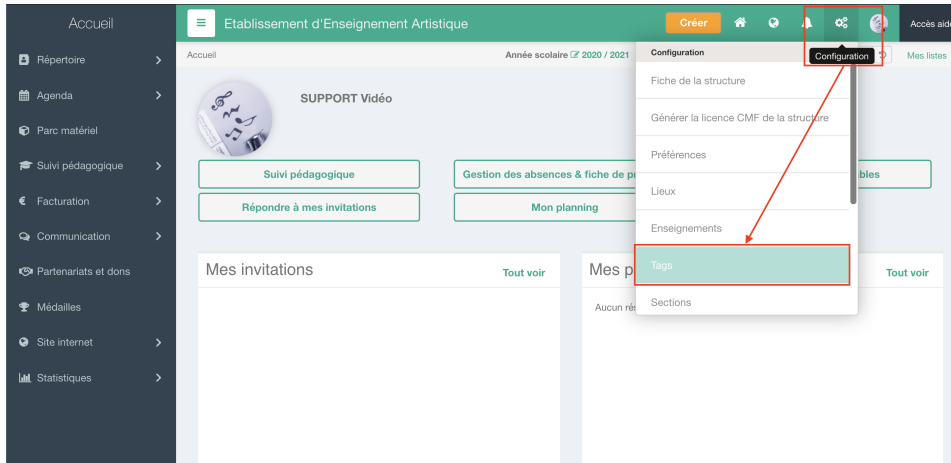 Accueil
Etablissement d'Enseignement Artistique
Créer
Accès aide
Répertoire
Agenda
Parc matériel
Suivi pédagogique
Facturation
Communication
Partenariats et dons
Médailles
Site internet
Statistiques
Accueil
Année scolaire 2020 / 2021
Mes listes
SUPPORT Vidéo
Suivi pédagogique
Gestion des absences & fiche de
Répondre à mes invitations
Mon planning
Mes invitations
Tout voir
Mes
Tout voir
Aucun
Configuration
Configuration
Fiche de la structure
Générer la licence CMF de la structure
Préférences
Lieux
Enseignements
Tags
Sections